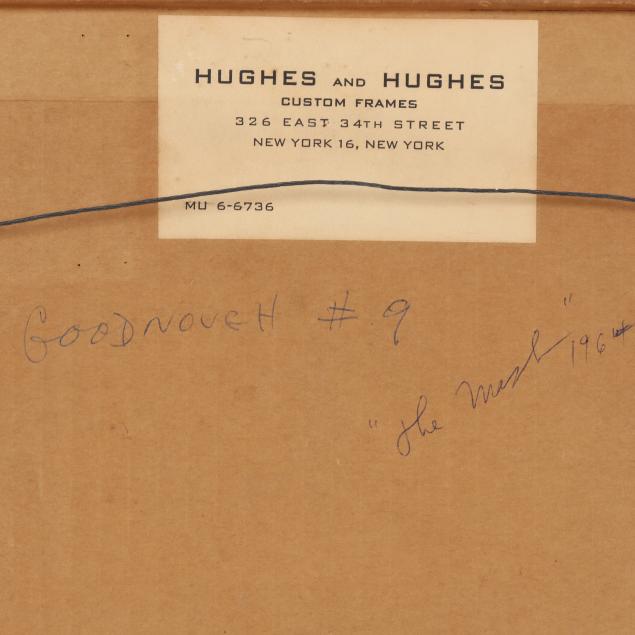 HUGHES AND HUGHES
CUSTOM FRAMES
326 EAST 34TH STREET
NEW YORK 16, NEW YORK
MU 6-6736
GOODNOUGH # 9
"The 1964